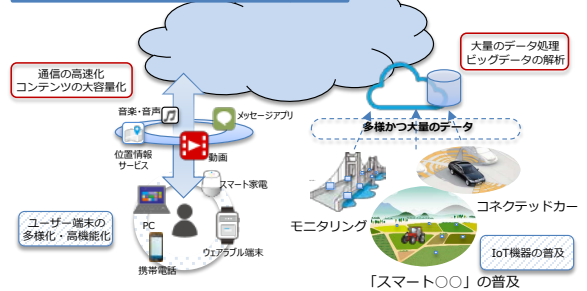 通信の高速化
コンテンツの大容量化
音楽・音声
メッセージアプリ
位置情報
サービス
動画
スマート家電
ユーザー端末の
多様化・高機能化
PC
ウェアラブル端末
携帯電話
大量のデータ処理
ビッグデータの解析
多様かつ大量のデータ
モニタリング
コネクテッドカー
IoT機器の普及
「スマート○○」の普及